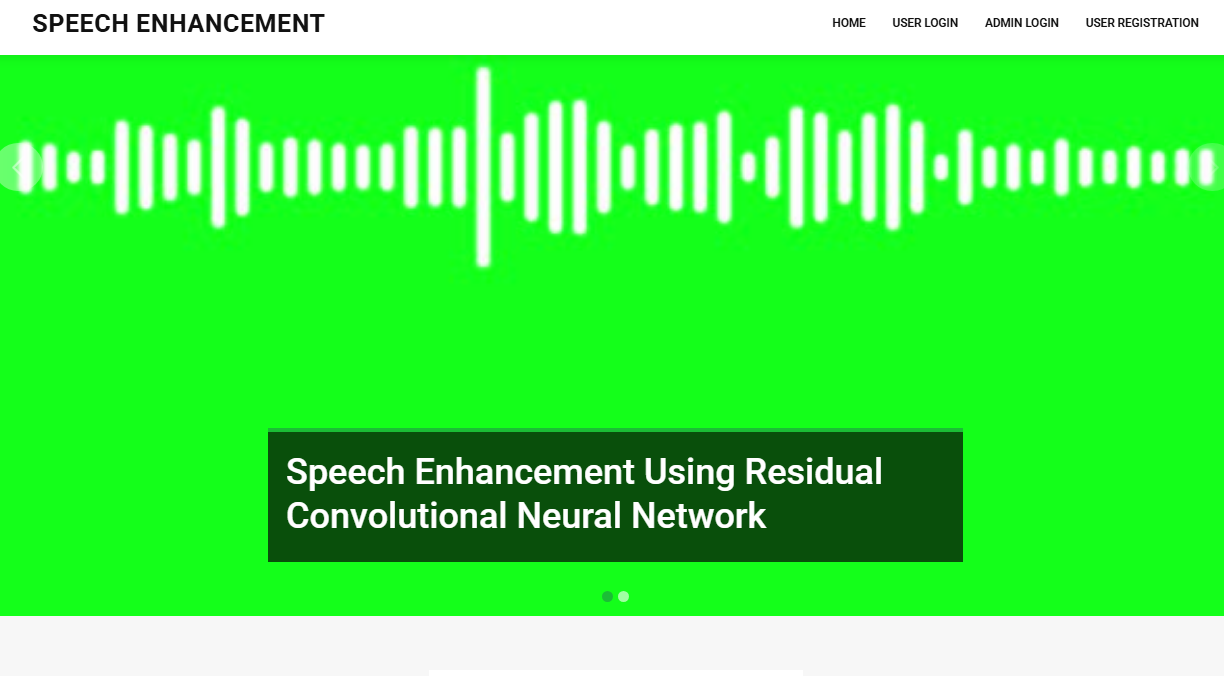 SPEECH ENHANCEMENT
HOME USER LOGIN ADMIN LOGIN USER REGISTRATION
Speech Enhancement Using Residual
Convolutional Neural Network